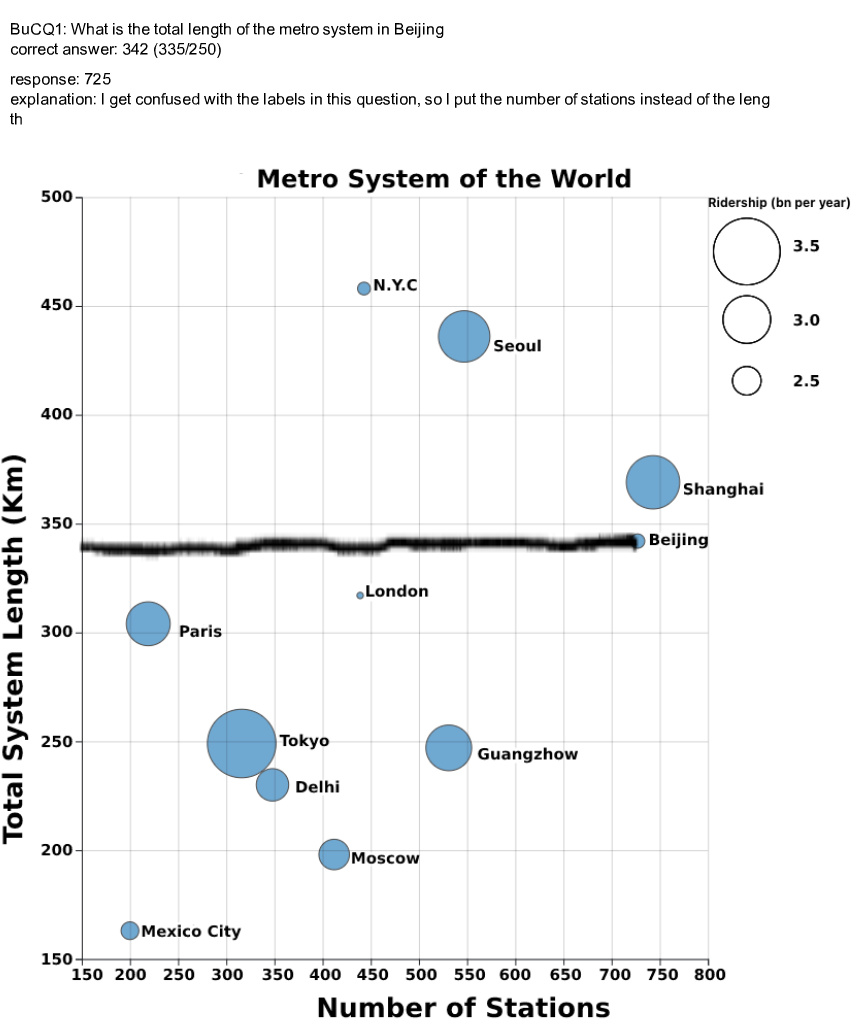 BuCQ1: What is the total length of the metro system in Beijing
correct answer: 342 (335/250)
response: 725
explanation: I get confused with the labels in this question, so I put the number of stations instead of the leng
th
Metro System of the World
Ridership (bn per year)
3.5
3.0
2.5
500
450
400
350
300
250
200
150
Total System Length (Km)
N.Y.C
Seoul
Shanghai
Beijing
London
Paris
Tokyo
Guangzhow
Delhi
Moscow
Mexico City
150 200 250 300 350 400 450 500 550 600 650 700 750 800
Number of Stations